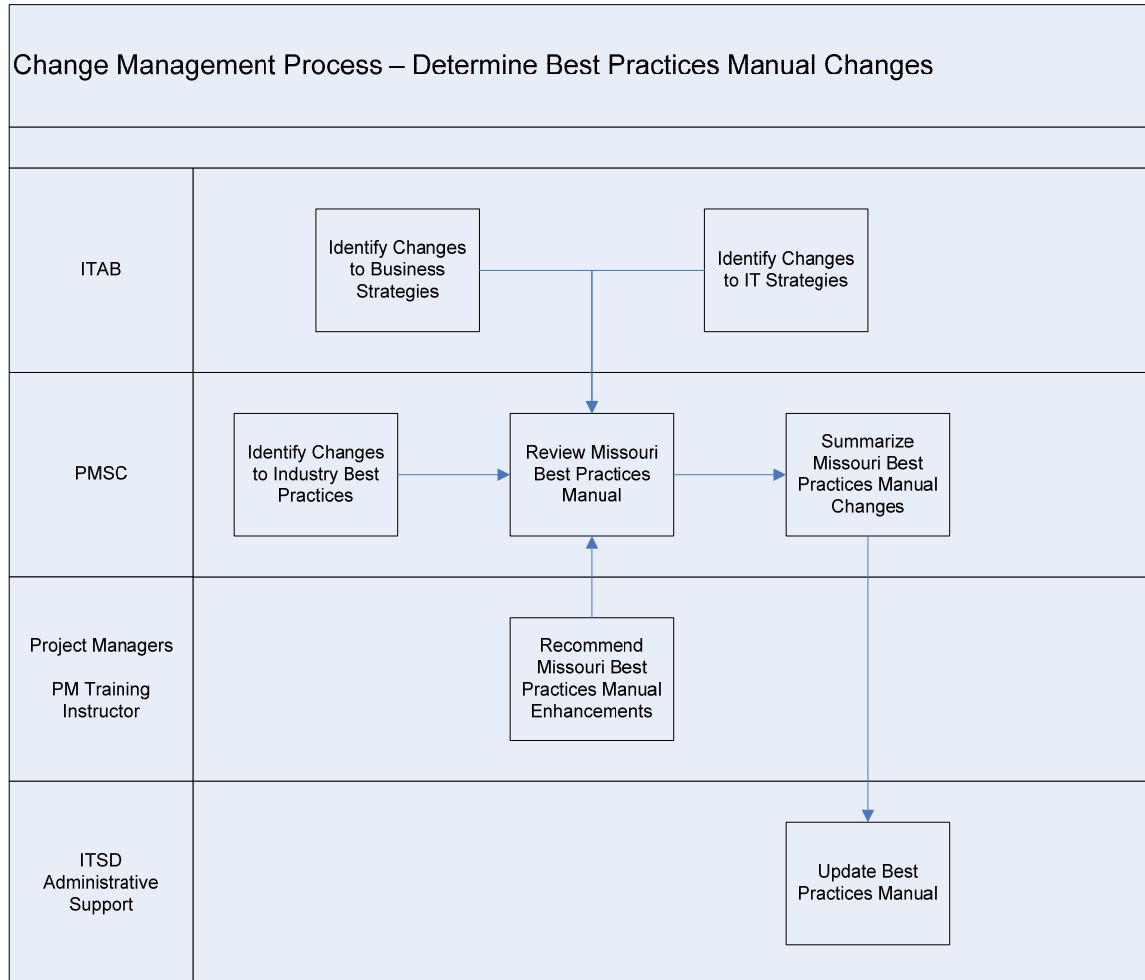 Change Management Process – Determine Best Practices Manual Changes
ITAB
Identify Changes
to Business
Strategies
Identify Changes
to IT Strategies
PMSC
Identify Changes
to Industry Best
Practices
Review Missouri
Best Practices
Manual
Summarize
Missouri Best
Practices Manual
Changes
Project Managers
PM Training
Instructor
Recommend
Missouri Best
Practices Manual
Enhancements
ITSD
Administrative
Support
Update Best
Practices Manual